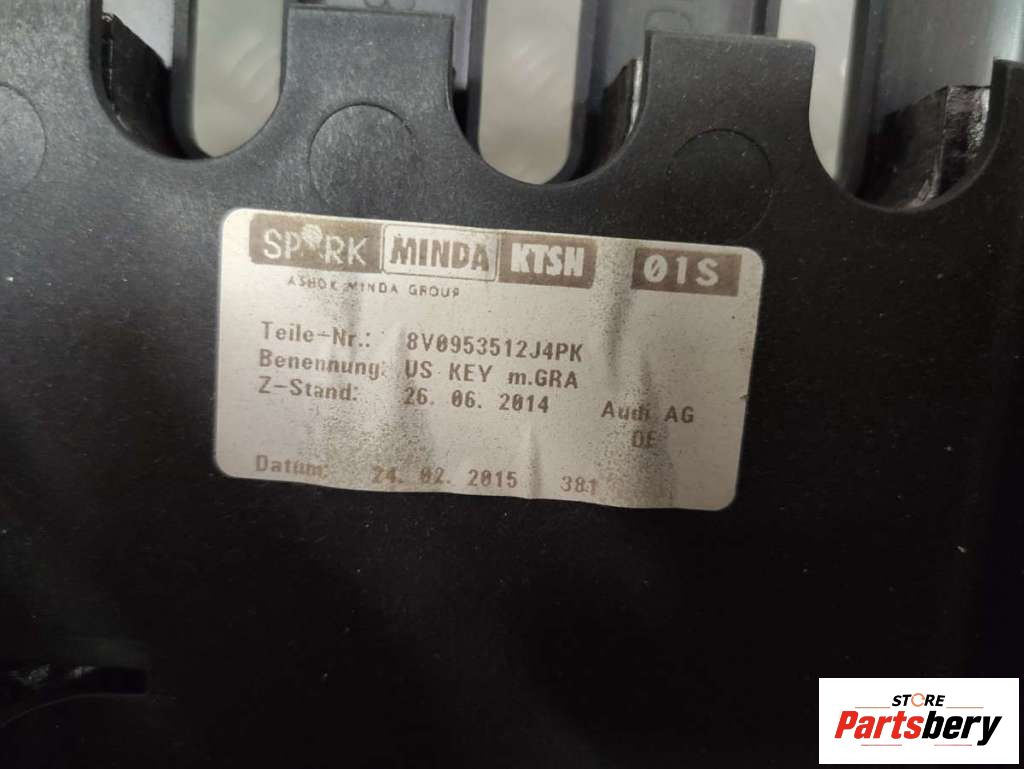 SPARK MINDA KTSN 01S
ASHOK MINDA GROUP
Teile-Nr.: 8V0953512J4PK
Benennung: US KEY m.GRA
Z-Stand: 26. 06. 2014 Audi AG
DE
Datum: 24. 02. 2015 381
STORE
Partsbery